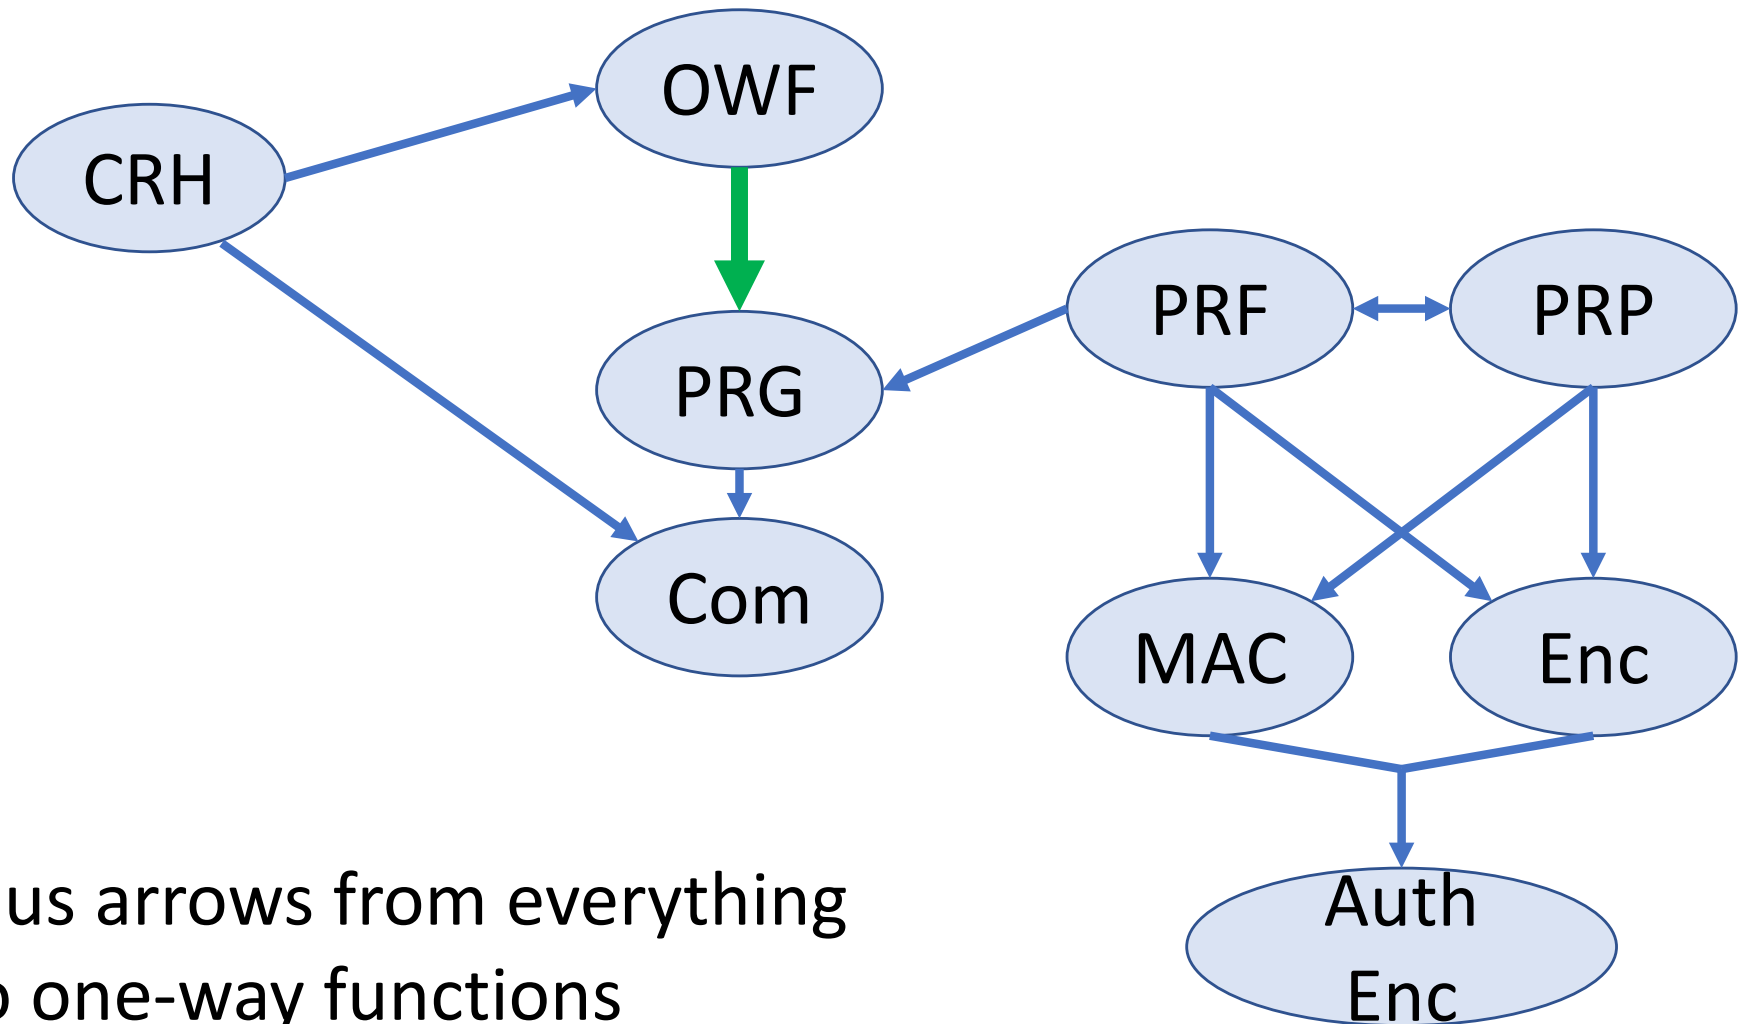 OWF
CRH
PRF
PRP
PRG
Com
MAC
Enc
us arrows from everything
one-way functions
Auth
Enc